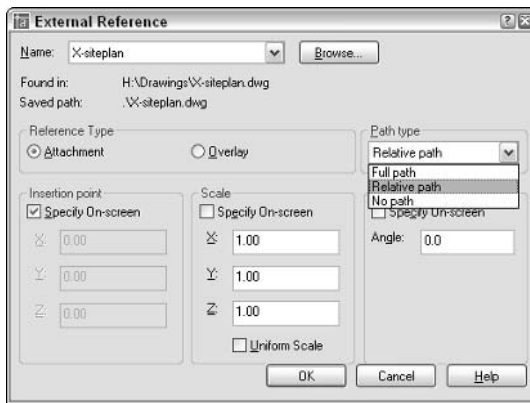 External Reference
Name: X-siteplan Browse...
Found in: H:\Drawings\X-siteplan.dwg
Saved path: .\X-siteplan.dwg
Reference Type Path type
Attachment Overlay Relative path
Full path
Relative path
No path
Insertion point Scale
Specify On-screen Specify On-screen Specify On-screen
X: 0.00 X: 1.00 Angle: 0.0
Y: 0.00 Y: 1.00
Z: 0.00 Z: 1.00
Uniform Scale
OK Cancel Help